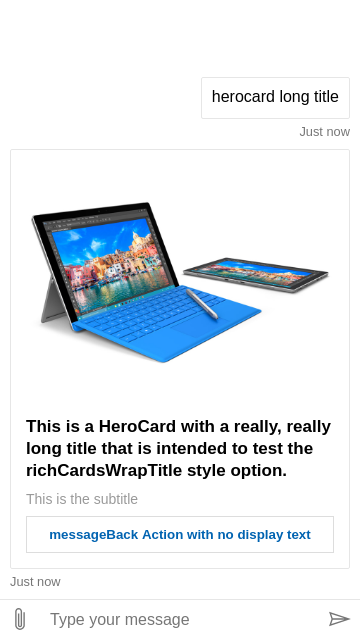 herocard long title
Just now
This is a HeroCard with a really, really
long title that is intended to test the
richCardsWrapTitle style option.
This is the subtitle
messageBack Action with no display text
Just now
Type your message